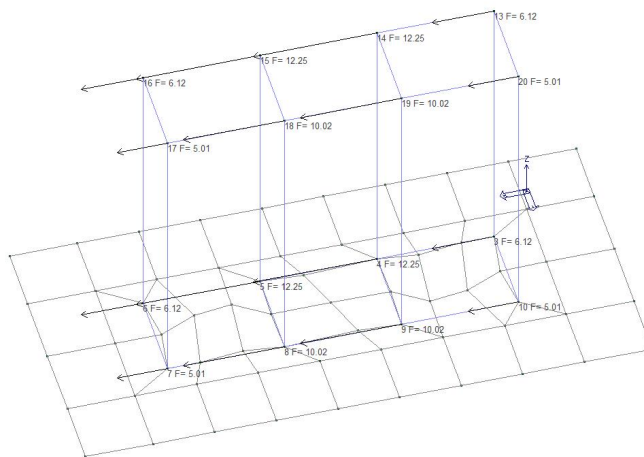 13 F= 6.12
14 F= 12.25
15 F= 12.25
16 F= 6.12
20 F= 5.01
19 F= 10.02
18 F= 10.02
17 F= 5.01
Z
3 F= 6.12
4 F= 12.25
5 F= 12.25
6 F= 6.12
10 F= 5.01
9 F= 10.02
8 F= 10.02
7 F= 5.01